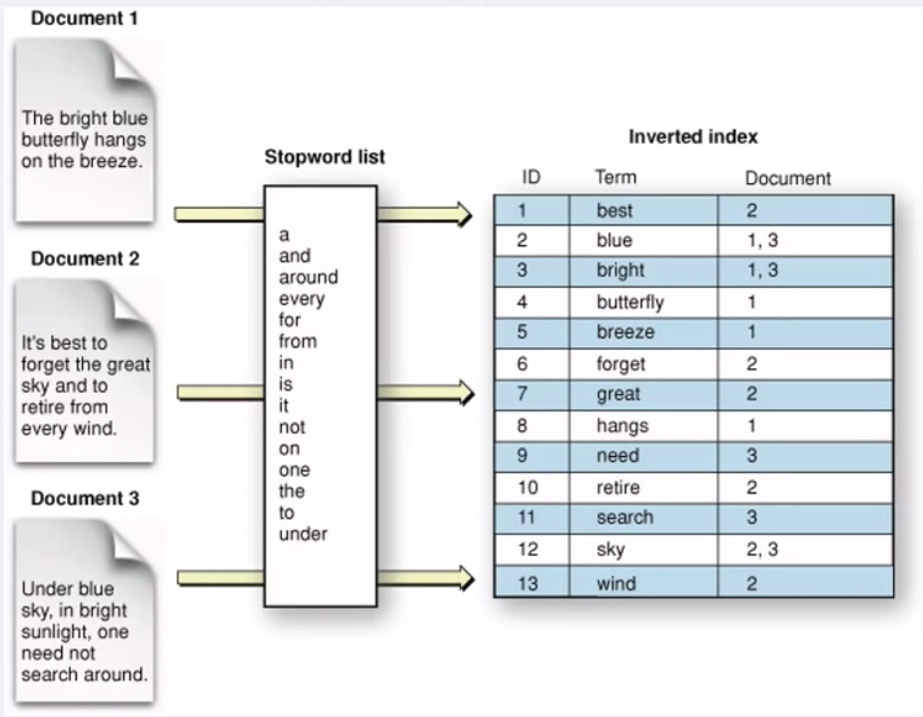 Document 1
The bright blue
butterfly hangs
on the breeze.
Document 2
It's best to
forget the great
sky and to
retire from
every wind.
Document 3
Under blue
sky, in bright
sunlight, one
need not
search around.
Stopword list
a
and
around
every
for
from
in
is
it
not
on
one
the
to
under
Inverted index
ID Term Document
1 best 2
2 blue 1, 3
3 bright 1, 3
4 butterfly 1
5 breeze 1
6 forget 2
7 great 2
8 hangs 1
9 need 3
10 retire 2
11 search 3
12 sky 2, 3
13 wind 2